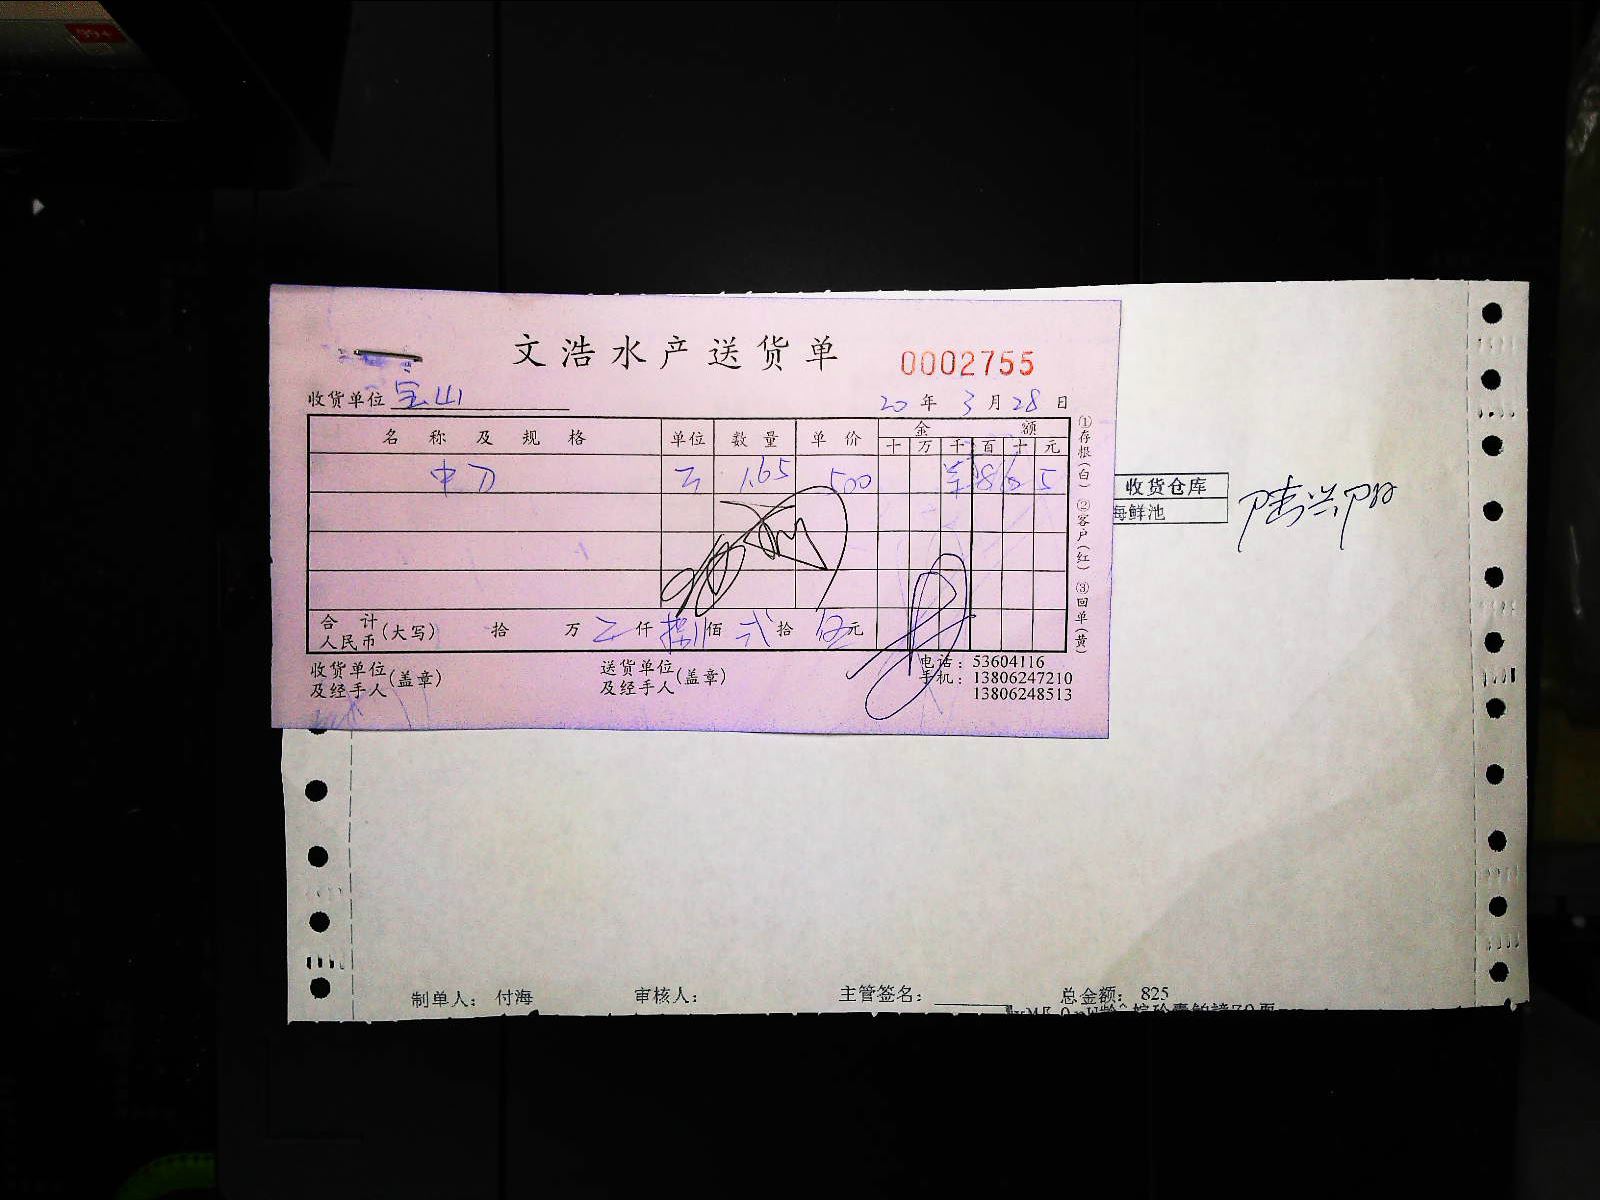 文浩水产送货单
0002755
收货单位 宝山
20 年 3 月 28 日
名称及规格 单位 数量 单价 金额
十 万 千 百 十 元
中刀 1.65 500 5
合计人民币(大写) 拾 万 仟 捌 佰 贰 拾 伍 元
收货单位及经手人(盖章)
送货单位及经手人(盖章)
电话：53604116
手机：13806247210
13806248513
①存根(白) ②客户(红) ③回单(黄)
收货仓库
海鲜池
制单人： 付海 审核人： 主管签名： 总金额： 825